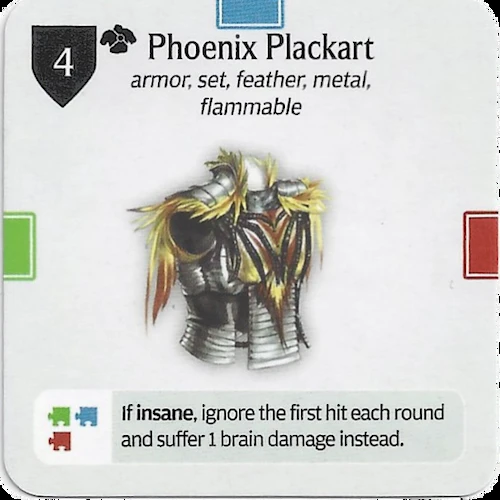 4
Phoenix Plackart
armor, set, feather, metal,
flammable
If insane, ignore the first hit each round
and suffer 1 brain damage instead.